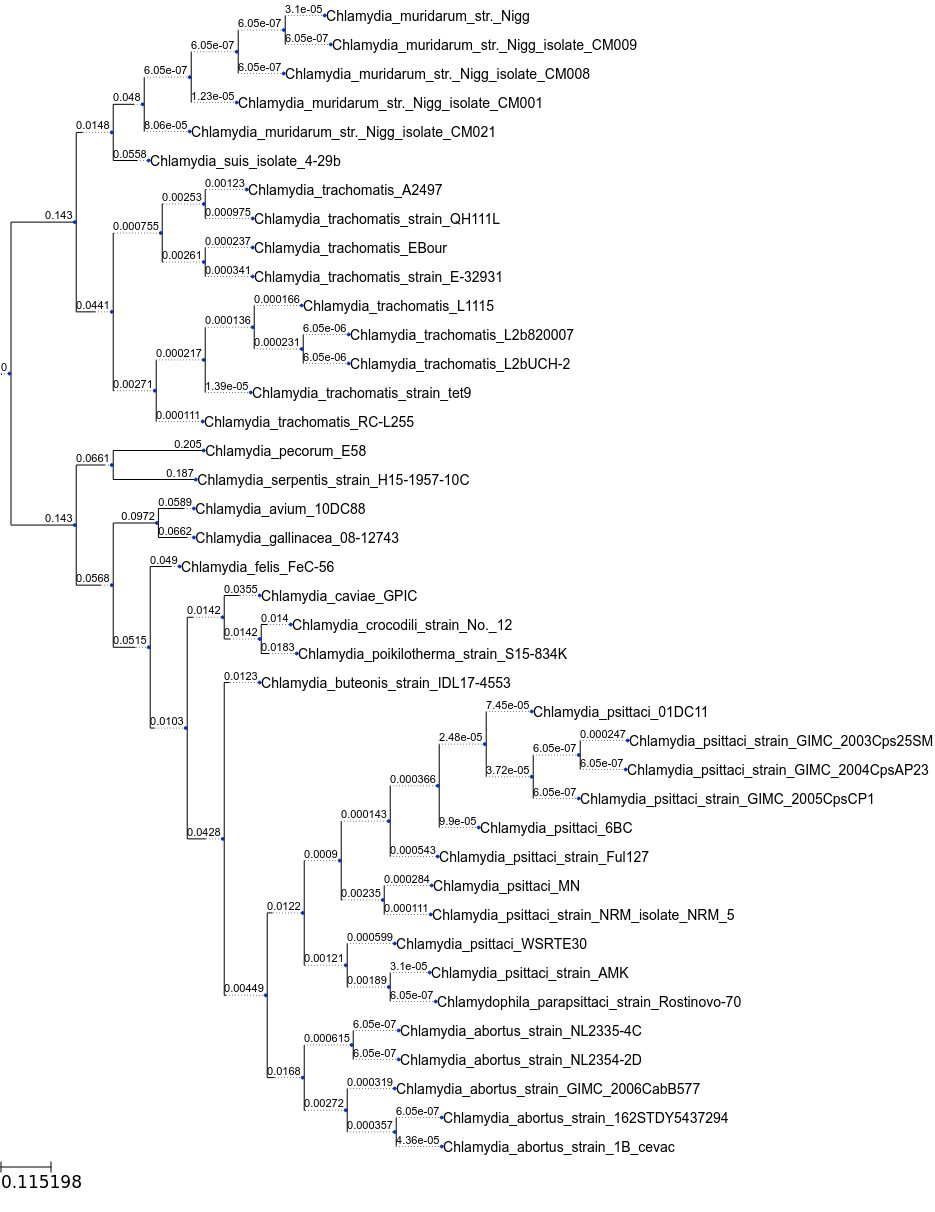 3.1e-05 Chlamydia_muridarum_str._Nigg
6.05e-07
6.05e-07 Chlamydia_muridarum_str._Nigg_isolate_CM009
6.05e-07
6.05e-07 Chlamydia_muridarum_str._Nigg_isolate_CM008
6.05e-07
1.23e-05 Chlamydia_muridarum_str._Nigg_isolate_CM001
0.048
8.06e-05 Chlamydia_muridarum_str._Nigg_isolate_CM021
0.0148
0.0558 Chlamydia_suis_isolate_4-29b
0.00123 Chlamydia_trachomatis_A2497
0.00253
0.000975 Chlamydia_trachomatis_strain_QH111L
0.143
0.000755
0.000237 Chlamydia_trachomatis_EBour
0.00261
0.000341 Chlamydia_trachomatis_strain_E-32931
0.0441
0.000166 Chlamydia_trachomatis_L1115
0.000136
6.05e-06 Chlamydia_trachomatis_L2b820007
0.000231
6.05e-06 Chlamydia_trachomatis_L2bUCH-2
0.000217
0
1.39e-05 Chlamydia_trachomatis_strain_tet9
0.00271
0.000111 Chlamydia_trachomatis_RC-L255
0.205 Chlamydia_pecorum_E58
0.0661
0.187 Chlamydia_serpentis_strain_H15-1957-10C
0.0589 Chlamydia_avium_10DC88
0.0972
0.143
0.0662 Chlamydia_gallinacea_08-12743
0.049 Chlamydia_felis_FeC-56
0.0568
0.0355 Chlamydia_caviae_GPIC
0.0142
0.014 Chlamydia_crocodili_strain_No._12
0.0142
0.0515
0.0183 Chlamydia_poikilotherma_strain_S15-834K
0.0123 Chlamydia_buteonis_strain_IDL17-4553
7.45e-05 Chlamydia_psittaci_01DC11
0.0103
2.48e-05
0.000247 Chlamydia_psittaci_strain_GIMC_2003Cps25SM
6.05e-07
6.05e-07 Chlamydia_psittaci_strain_GIMC_2004CpsAP23
3.72e-05
0.000366
6.05e-07 Chlamydia_psittaci_strain_GIMC_2005CpsCP1
0.000143
9.9e-05 Chlamydia_psittaci_6BC
0.0428
0.000543 Chlamydia_psittaci_strain_Ful127
0.0009
0.000284 Chlamydia_psittaci_MN
0.00235
0.000111 Chlamydia_psittaci_strain_NRM_isolate_NRM_5
0.0122
0.000599 Chlamydia_psittaci_WSRTE30
0.00121
3.1e-05 Chlamydia_psittaci_strain_AMK
0.00189
0.00449
6.05e-07 Chlamydophila_parapsittaci_strain_Rostinovo-70
6.05e-07 Chlamydia_abortus_strain_NL2335-4C
0.000615
6.05e-07 Chlamydia_abortus_strain_NL2354-2D
0.0168
0.000319 Chlamydia_abortus_strain_GIMC_2006CabB577
0.00272
6.05e-07 Chlamydia_abortus_strain_162STDY5437294
0.000357
4.36e-05 Chlamydia_abortus_strain_1B_cevac
0.115198